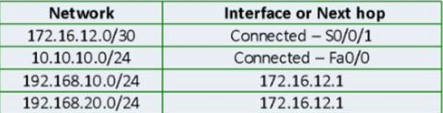 Network Interface or Next hop
172.16.12.0/30 Connected – S0/0/1
10.10.10.0/24 Connected – Fa0/0
192.168.10.0/24 172.16.12.1
192.168.20.0/24 172.16.12.1